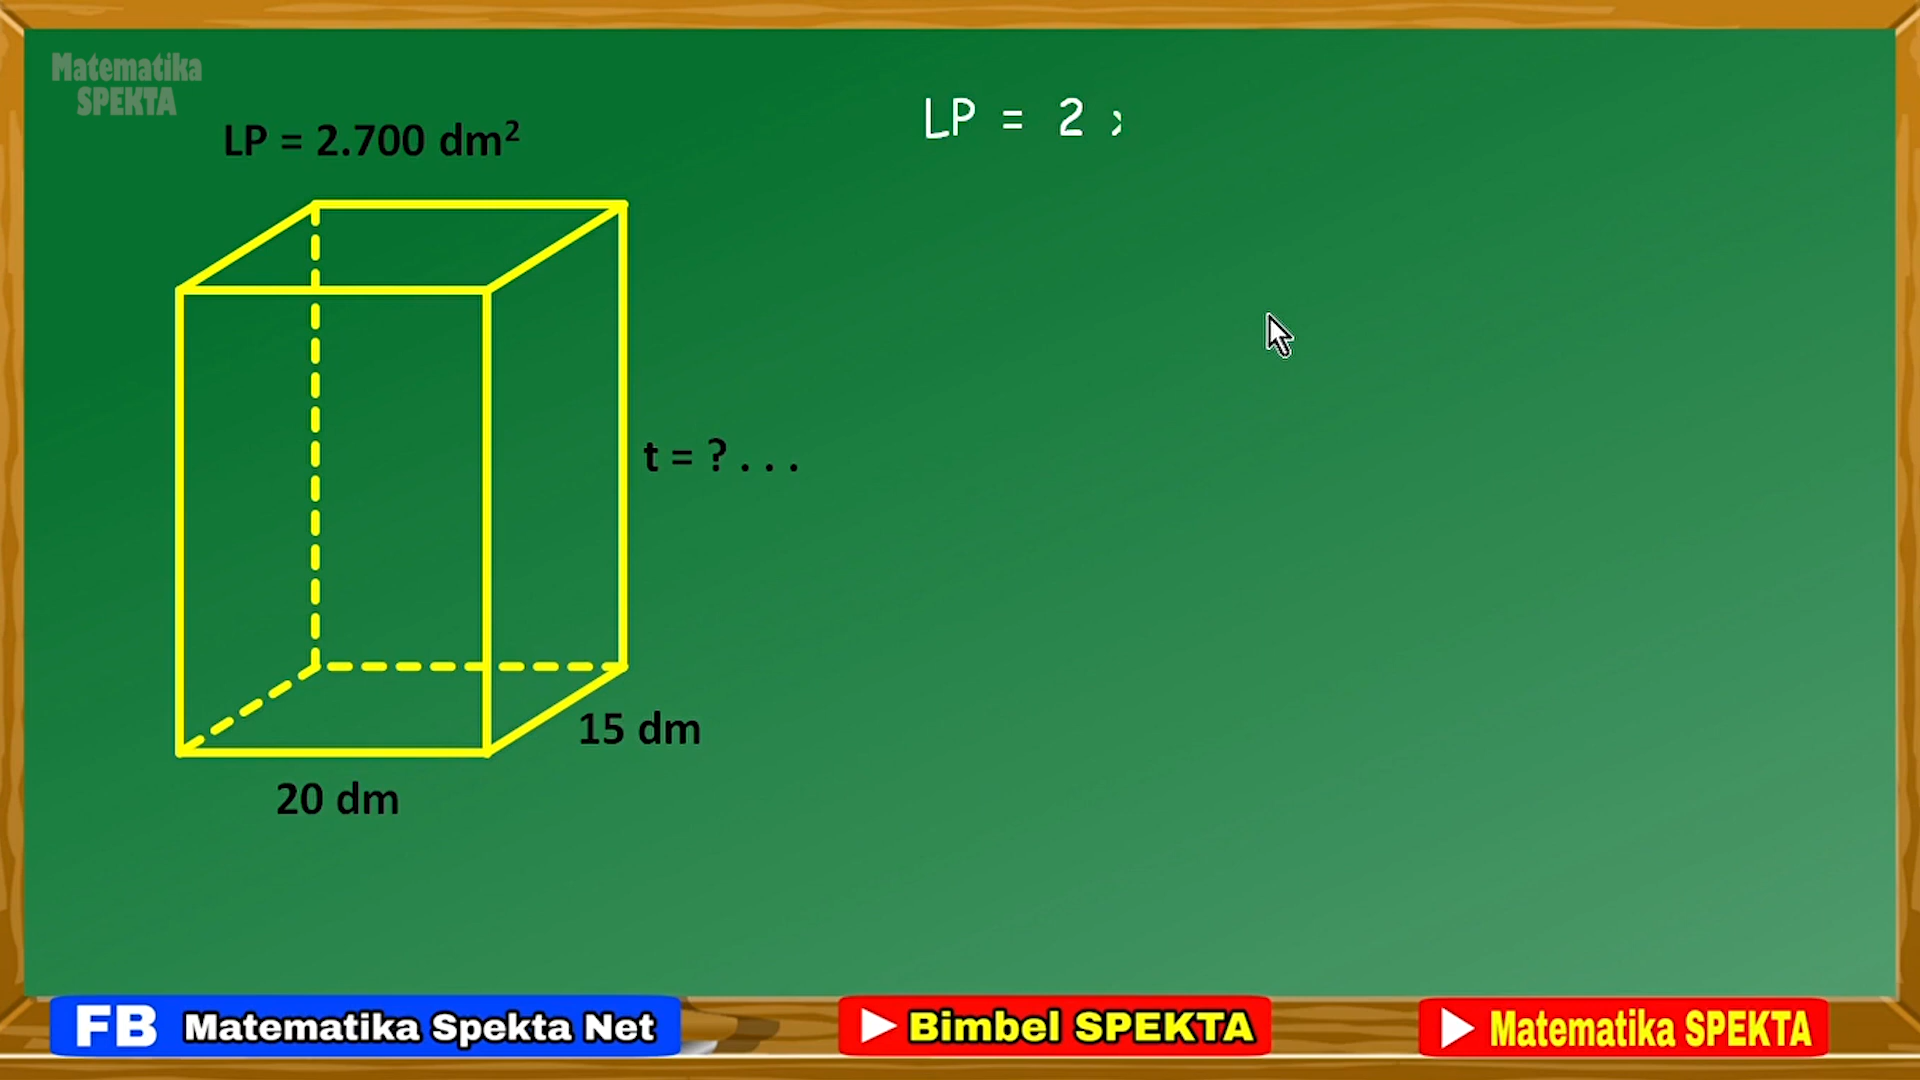 Matematika
SPEKTA
LP = 2.700 dm²
LP = 2
t = ? . . .
15 dm
20 dm
FB Matematika Spekta Net
Bimbel SPEKTA
Matematika SPEKTA